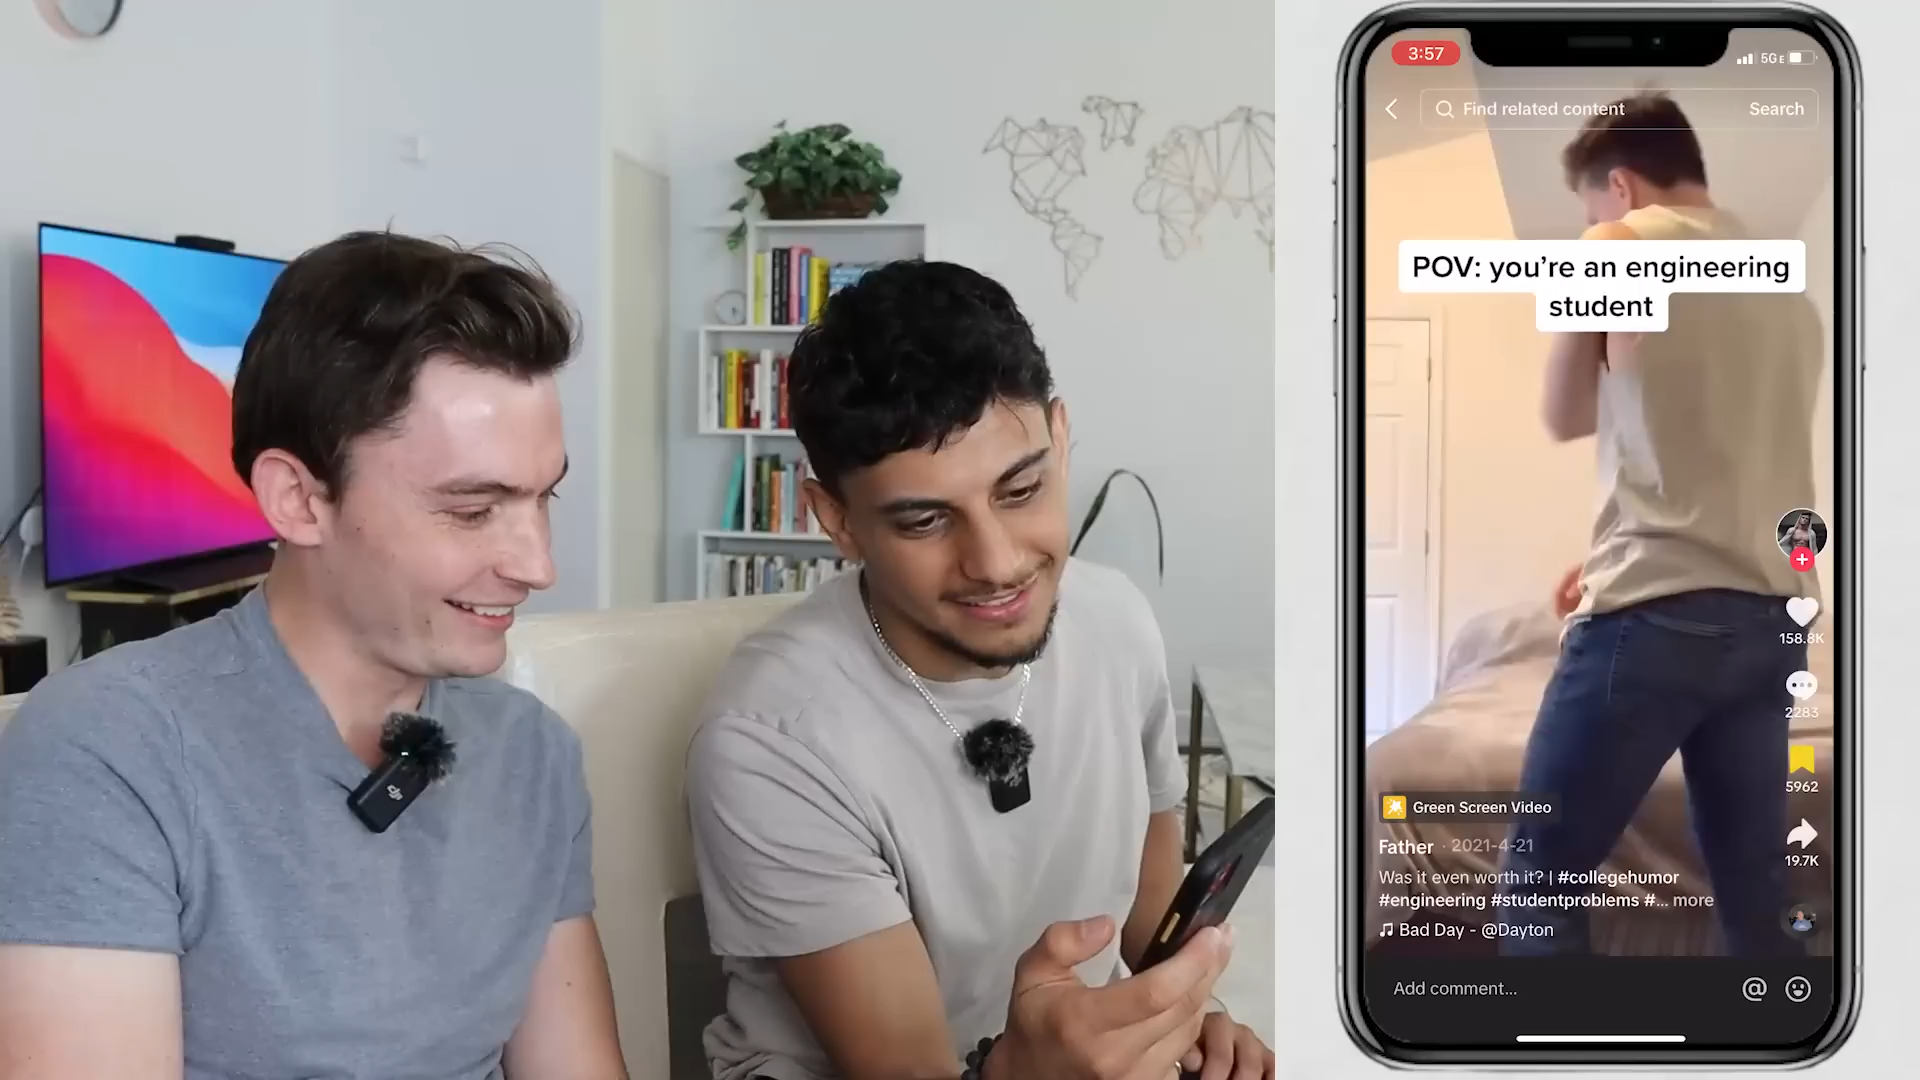 3:57
5GE
Find related content
Search
POV: you're an engineering
student
158.8K
2283
5962
19.7K
Green Screen Video
Father · 2021-4-21
Was it even worth it? | #collegehumor
#engineering #studentproblems #... more
Bad Day - @Dayton
Add comment...
@
dji